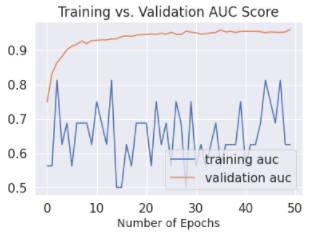 Training vs. Validation AUC Score
0.9
0.8
0.7
0.6
0.5
training auc
validation auc
0 10 20 30 40 50
Number of Epochs